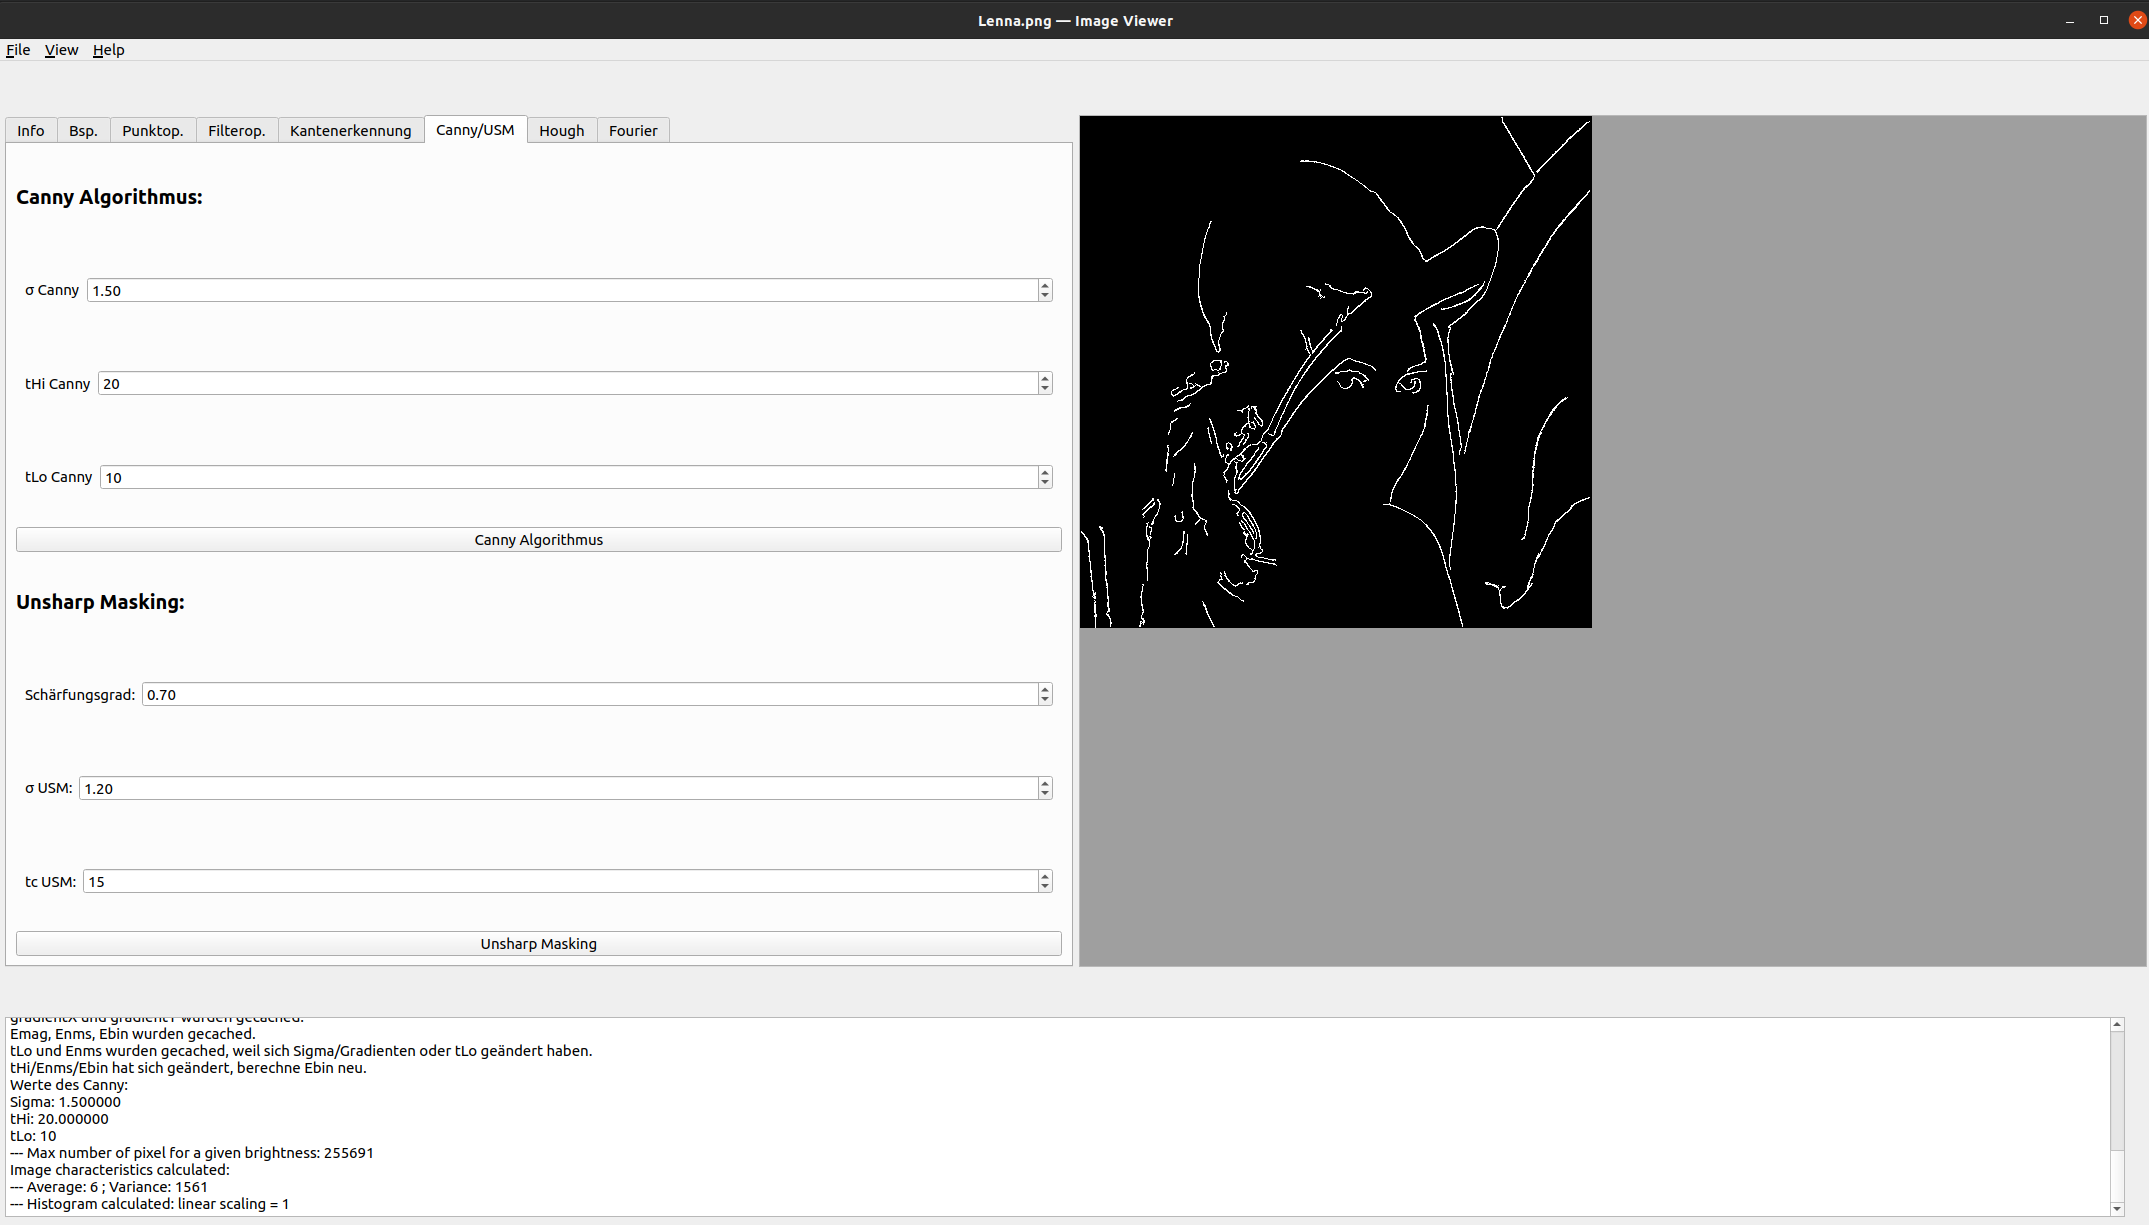 Lenna.png — Image Viewer
File View Help
Info Bsp. Punktop. Filterop. Kantenerkennung Canny/USM Hough Fourier
Canny Algorithmus:
σ Canny 1.50
tHi Canny 20
tLo Canny 10
Canny Algorithmus
Unsharp Masking:
Schärfungsgrad: 0.70
σ USM: 1.20
tc USM: 15
Unsharp Masking
gradientX und gradientY wurden gecached.
Emag, Enms, Ebin wurden gecached.
tLo und Enms wurden gecached, weil sich Sigma/Gradienten oder tLo geändert haben.
tHi/Enms/Ebin hat sich geändert, berechne Ebin neu.
Werte des Canny:
Sigma: 1.500000
tHi: 20.000000
tLo: 10
--- Max number of pixel for a given brightness: 255691
Image characteristics calculated:
--- Average: 6 ; Variance: 1561
--- Histogram calculated: linear scaling = 1